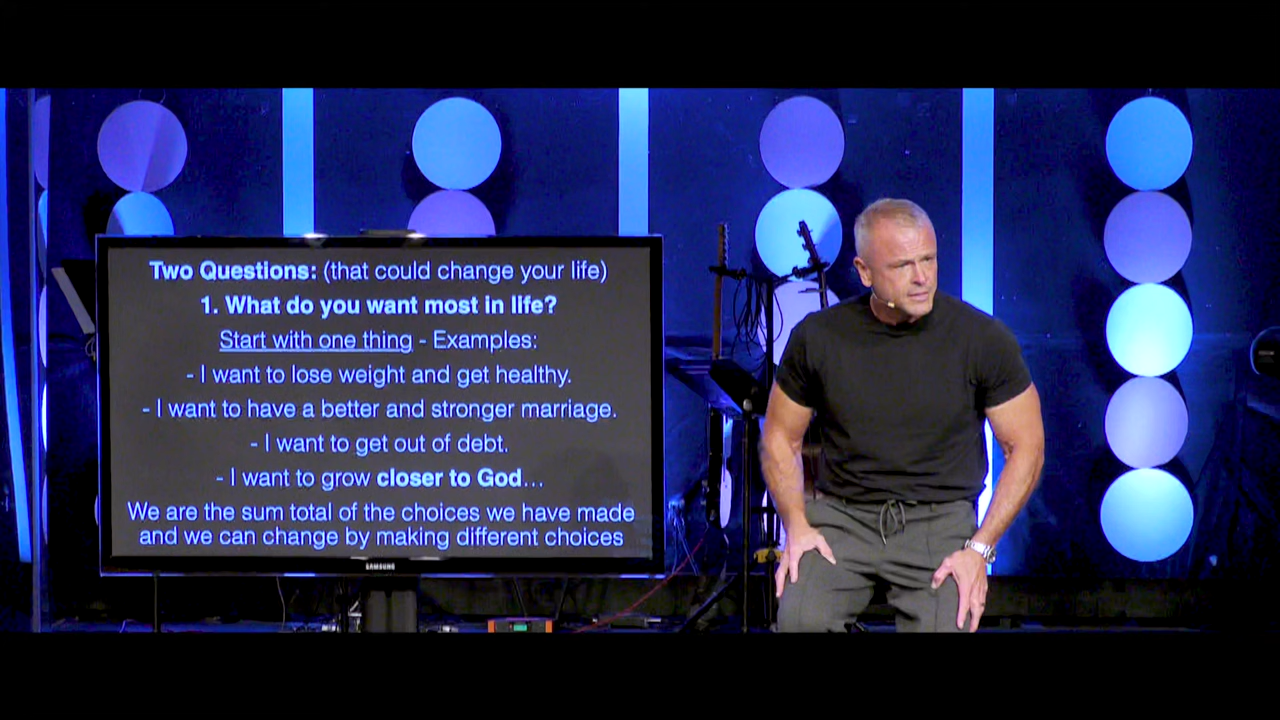 Two Questions: (that could change your life)
1. What do you want most in life?
Start with one thing - Examples:
- I want to lose weight and get healthy.
- I want to have a better and stronger marriage.
- I want to get out of debt.
- I want to grow closer to God...
We are the sum total of the choices we have made
and we can change by making different choices
SAMSUNG